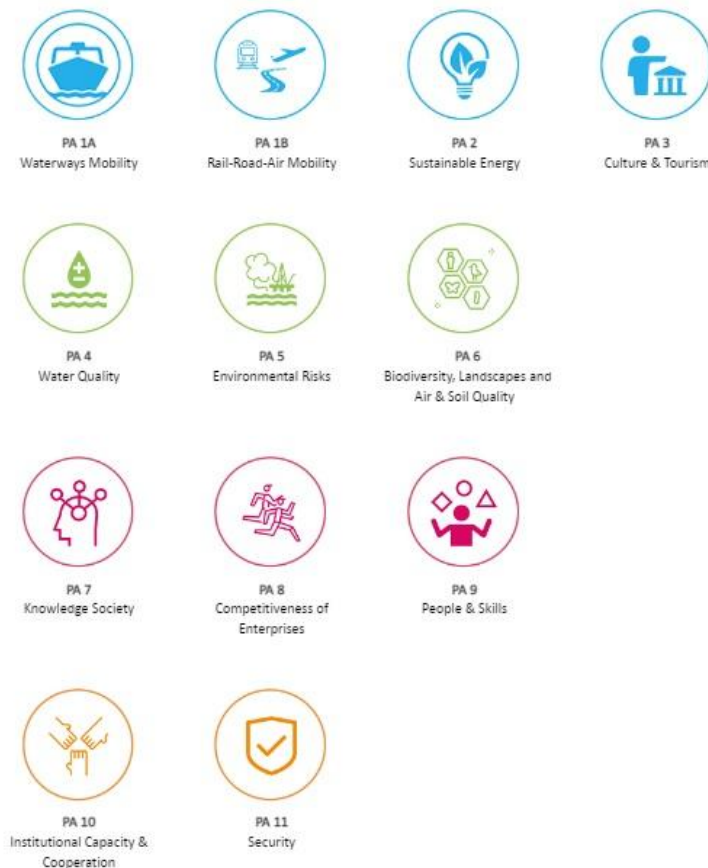 PA 1A
Waterways Mobility
PA 1B
Rail-Road-Air Mobility
PA 2
Sustainable Energy
PA 3
Culture & Tourism
PA 4
Water Quality
PA 5
Environmental Risks
PA 6
Biodiversity, Landscapes and
Air & Soil Quality
PA 7
Knowledge Society
PA 8
Competitiveness of
Enterprises
PA 9
People & Skills
PA 10
Institutional Capacity &
Cooperation
PA 11
Security